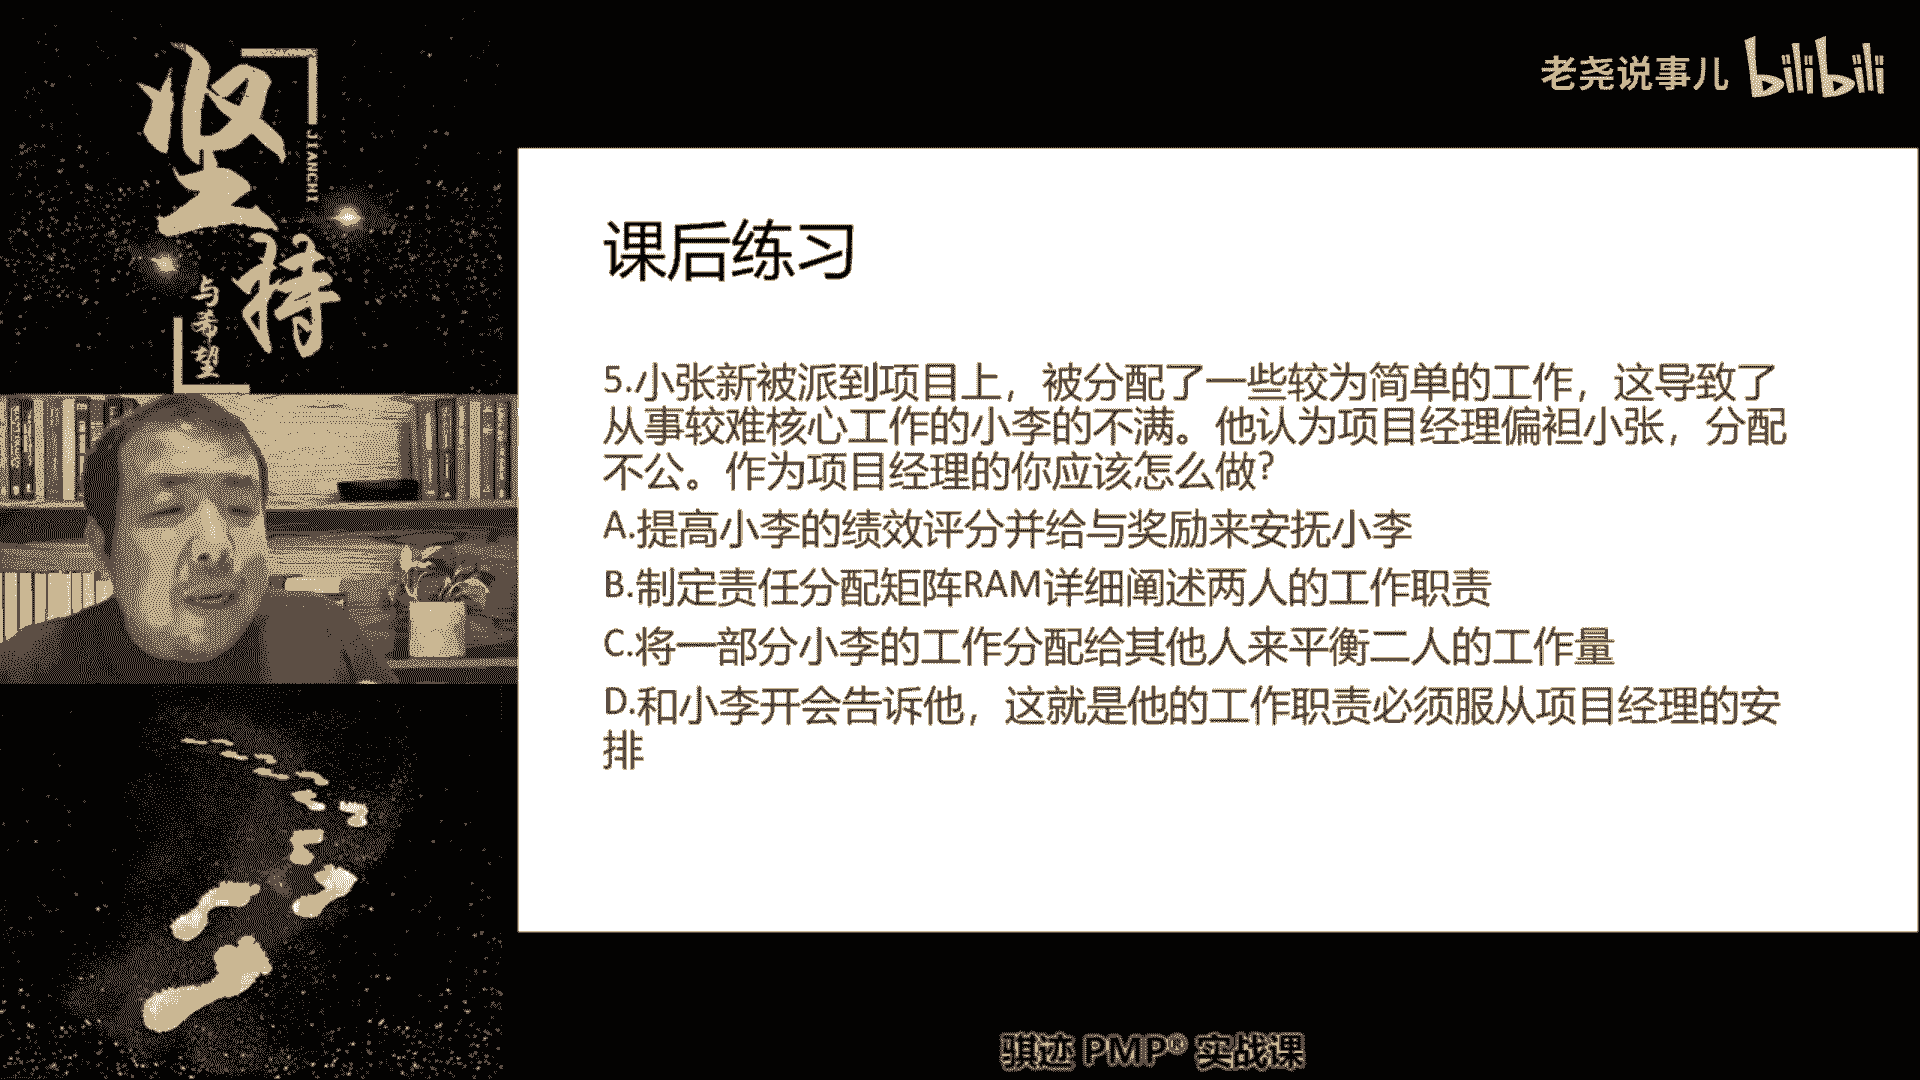 坚持
JIANCHI
与希望
老尧说事儿 bilibili
课后练习
5.小张新被派到项目上，被分配了一些较为简单的工作，这导致了
从事较难核心工作的小李的不满。他认为项目经理偏袒小张，分配
不公。作为项目经理的你应该怎么做?
A.提高小李的绩效评分并给与奖励来安抚小李
B.制定责任分配矩阵RAM详细阐述两人的工作职责
C.将一部分小李的工作分配给其他人来平衡二人的工作量
D.和小李开会告诉他，这就是他的工作职责必须服从项目经理的安
排
骐迹 PMP® 实战课